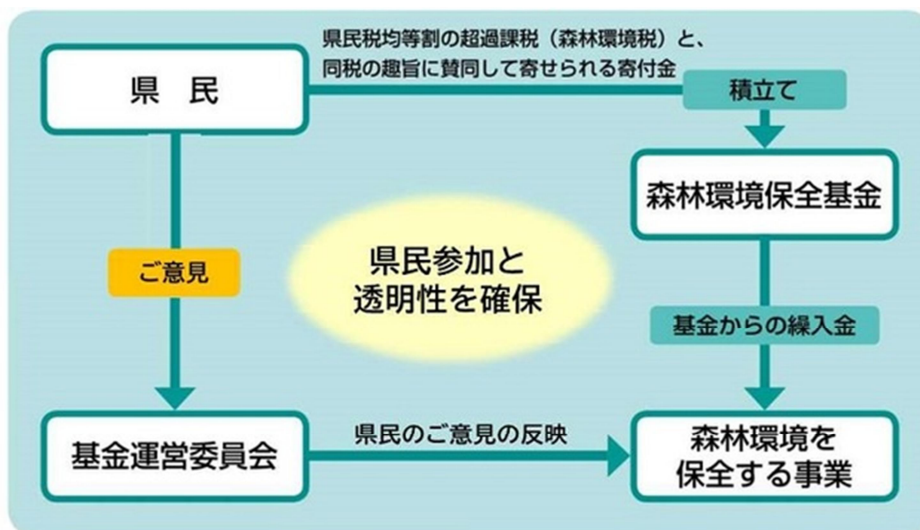 県民税均等割の超過課税（森林環境税）と、
同税の趣旨に賛同して寄せられる寄付金
県　民
積立て
森林環境保全基金
ご意見
県民参加と
透明性を確保
基金からの繰入金
基金運営委員会
県民のご意見の反映
森林環境を
保全する事業